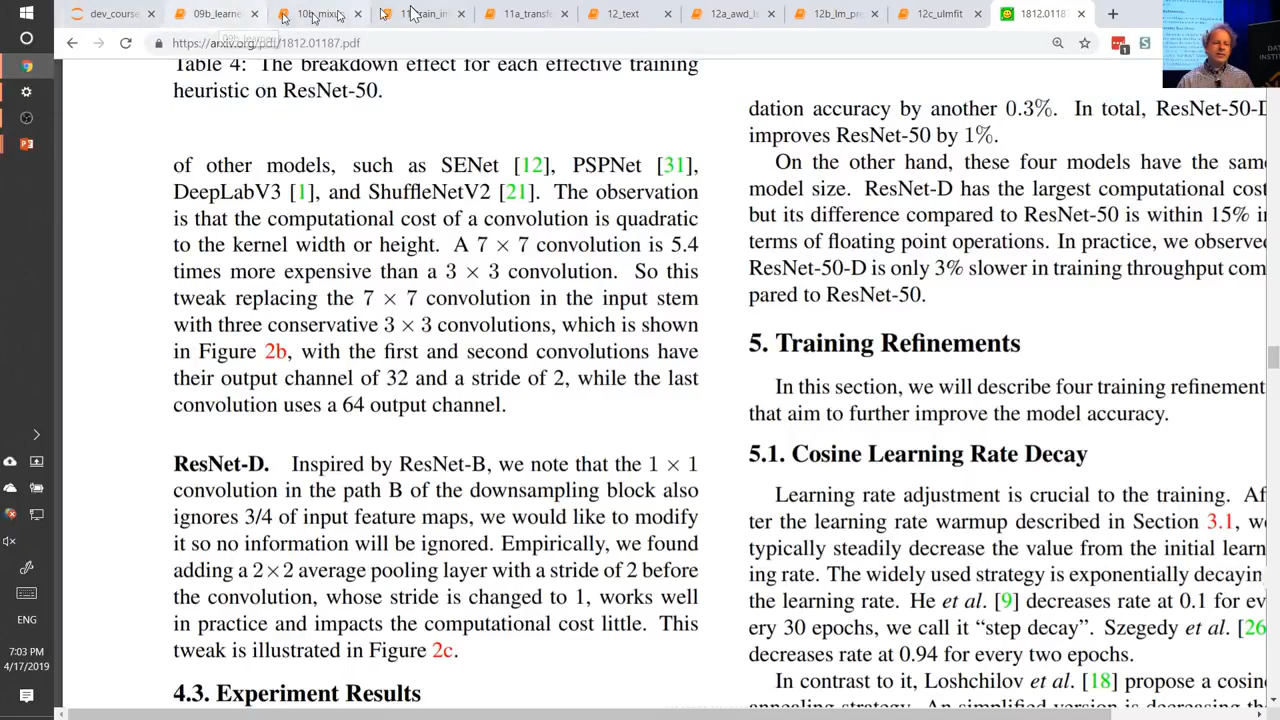 dev_course
09b_learne
10b_mixu
11_train_im
11a_transf
12_text
12a_awd_l
12b_lm_pr
12c_ulmfi
1812.01187
https://arxiv.org/pdf/1812.01187.pdf
Table 4: The breakdown effect of each effective training
heuristic on ResNet-50.
of other models, such as SENet [12], PSPNet [31],
DeepLabV3 [1], and ShuffleNetV2 [21]. The observation
is that the computational cost of a convolution is quadratic
to the kernel width or height. A 7 × 7 convolution is 5.4
times more expensive than a 3 × 3 convolution. So this
tweak replacing the 7 × 7 convolution in the input stem
with three conservative 3 × 3 convolutions, which is shown
in Figure 2b, with the first and second convolutions have
their output channel of 32 and a stride of 2, while the last
convolution uses a 64 output channel.
ResNet-D. Inspired by ResNet-B, we note that the 1 × 1
convolution in the path B of the downsampling block also
ignores 3/4 of input feature maps, we would like to modify
it so no information will be ignored. Empirically, we found
adding a 2×2 average pooling layer with a stride of 2 before
the convolution, whose stride is changed to 1, works well
in practice and impacts the computational cost little. This
tweak is illustrated in Figure 2c.
4.3. Experiment Results
dation accuracy by another 0.3%. In total, ResNet-50-D
improves ResNet-50 by 1%.
On the other hand, these four models have the same
model size. ResNet-D has the largest computational cost
but its difference compared to ResNet-50 is within 15% in
terms of floating point operations. In practice, we observed
ResNet-50-D is only 3% slower in training throughput com
pared to ResNet-50.
5. Training Refinements
In this section, we will describe four training refinement
that aim to further improve the model accuracy.
5.1. Cosine Learning Rate Decay
Learning rate adjustment is crucial to the training. Af
ter the learning rate warmup described in Section 3.1, we
typically steadily decrease the value from the initial learn
ing rate. The widely used strategy is exponentially decayin
the learning rate. He et al. [9] decreases rate at 0.1 for ev
ery 30 epochs, we call it “step decay”. Szegedy et al. [26
decreases rate at 0.94 for every two epochs.
In contrast to it, Loshchilov et al. [18] propose a cosine
annealing strategy. An simplified version is decreasing the
ENG
7:03 PM
4/17/2019